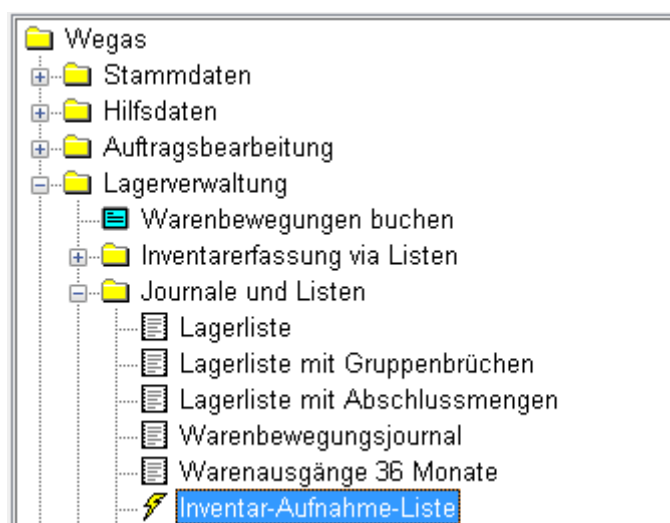 Wegas
Stammdaten
Hilfsdaten
Auftragsbearbeitung
Lagerverwaltung
Warenbewegungen buchen
Inventarerfassung via Listen
Journale und Listen
Lagerliste
Lagerliste mit Gruppenbrüchen
Lagerliste mit Abschlussmengen
Warenbewegungsjournal
Warenausgänge 36 Monate
Inventar-Aufnahme-Liste